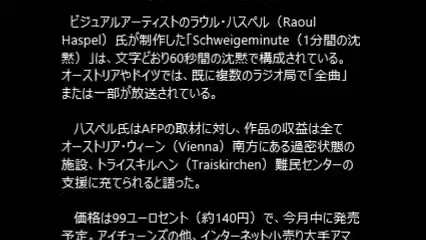 ビジュアルアーティストのラウル・ハスペル（Raoul
Haspel）氏が制作した「Schweigeminute（1分間の沈
黙）」は、文字どおり60秒間の沈黙で構成されている。
オーストリアやドイツでは、既に複数のラジオ局で「全曲」
または一部が放送されている。
ハスペル氏はAFPの取材に対し、作品の収益は全て
オーストリア・ウィーン（Vienna）南方にある過密状態の
施設、トライスキルヘン（Traiskirchen）難民センターの
支援に充てられると語った。
価格は99ユーロセント（約140円）で、今月中に発売
予定。アイチューンズの他、インターネット小売り大手アマ